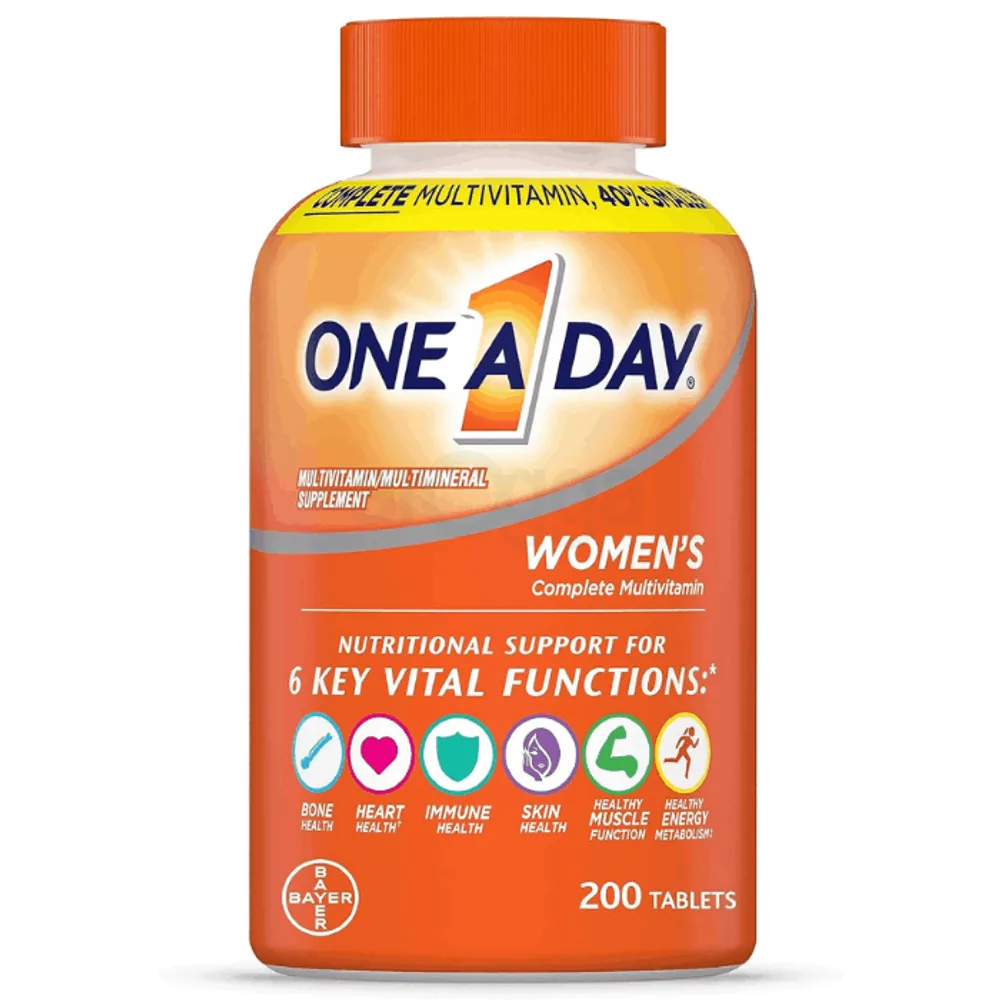 COMPLETE MULTIVITAMIN, 40% SMALLER
ONE A DAY®
MULTIVITAMIN/MULTIMINERAL
SUPPLEMENT
WOMEN'S
Complete Multivitamin
NUTRITIONAL SUPPORT FOR
6 KEY VITAL FUNCTIONS:*
BONE
HEALTH
HEART
HEALTH†
IMMUNE
HEALTH
SKIN
HEALTH
HEALTHY
MUSCLE
FUNCTION
HEALTHY
ENERGY
METABOLISM‡
BAYER
BAYER
200 TABLETS